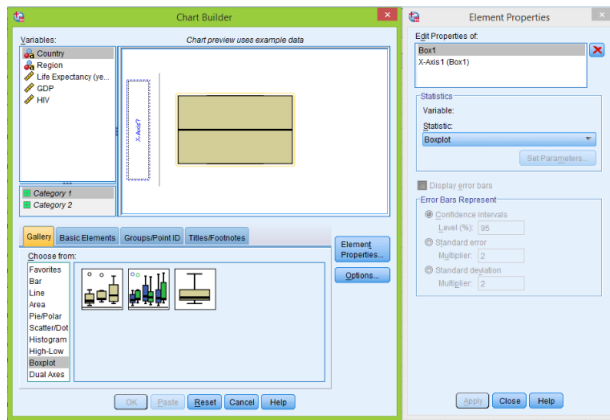 Chart Builder
Variables:
Chart preview uses example data
Country
Region
Life Expectancy (ye...
GDP
HIV
X-Axis?
Category 1
Category 2
Gallery
Basic Elements
Groups/Point ID
Titles/Footnotes
Choose from:
Favorites
Bar
Line
Area
Pie/Polar
Scatter/Dot
Histogram
High-Low
Boxplot
Dual Axes
Element
Properties...
Options...
OK
Paste
Reset
Cancel
Help
Element Properties
Edit Properties of:
Box1
X-Axis1 (Box1)
Statistics
Variable:
Statistic:
Boxplot
Set Parameters...
Display error bars
Error Bars Represent
Confidence intervals
Level (%): 95
Standard error
Multiplier: 2
Standard deviation
Multiplier: 2
Apply
Close
Help